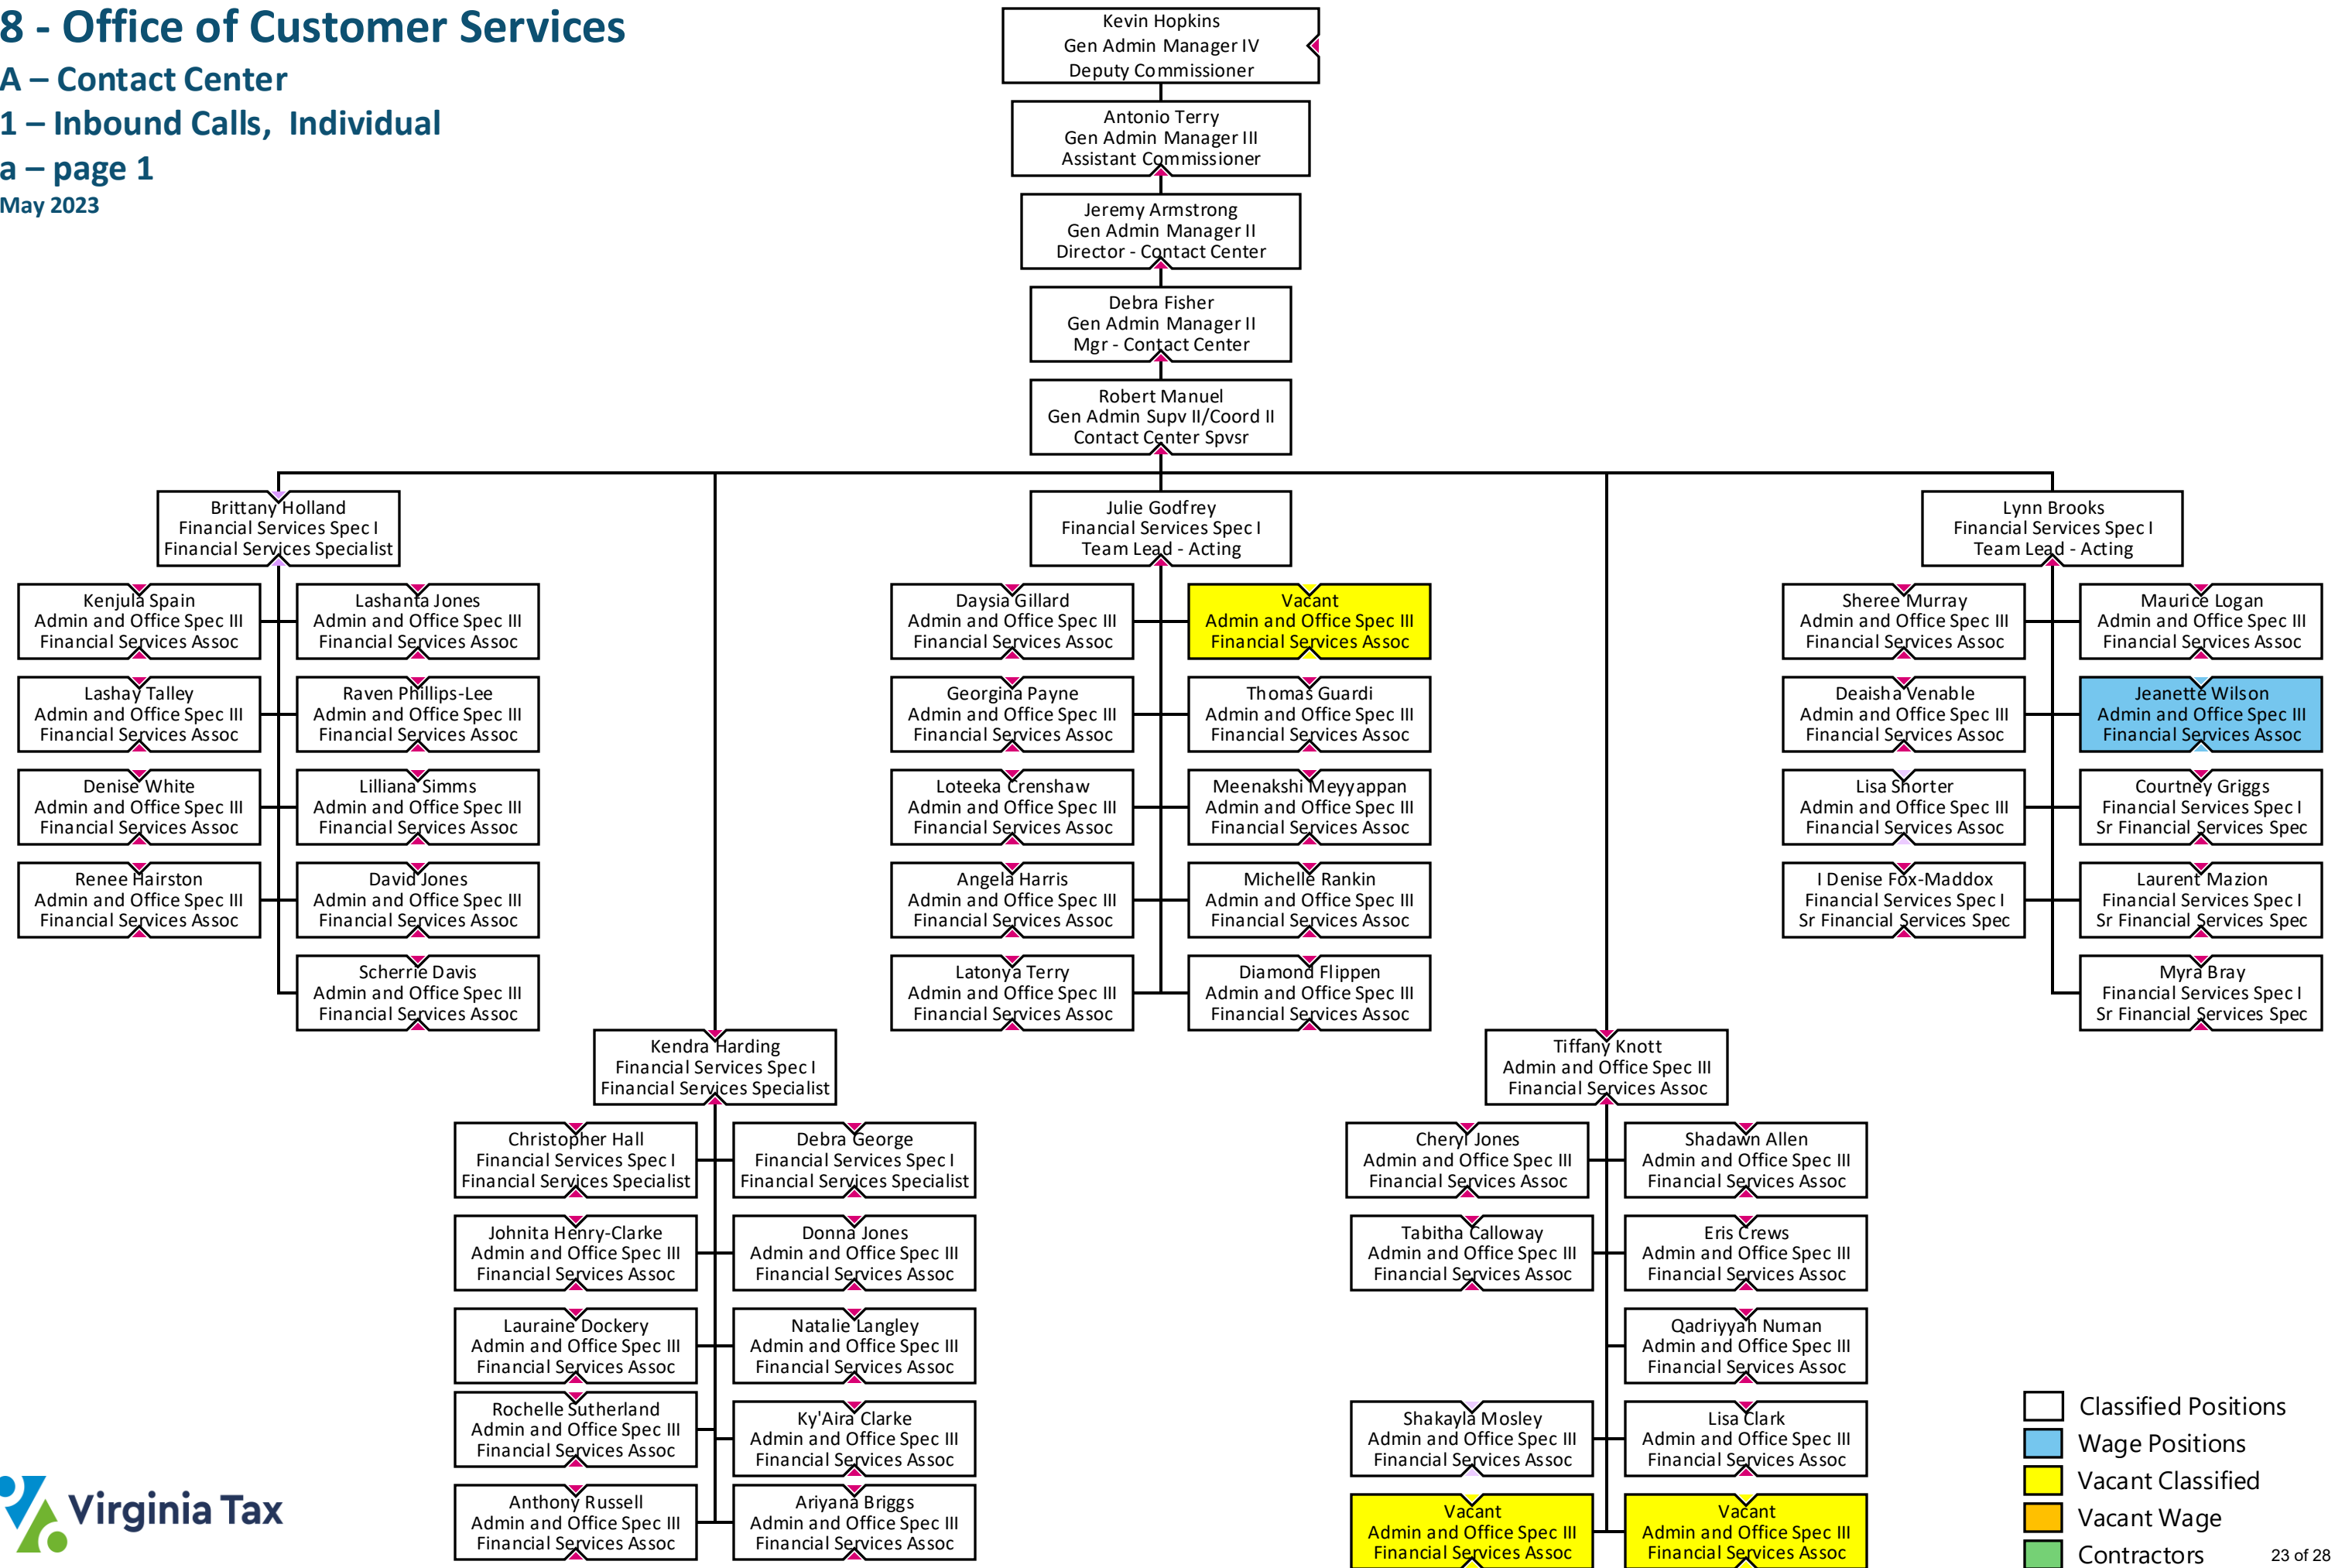 8 - Office of Customer Services
A – Contact Center
1 – Inbound Calls, Individual
a – page 1
May 2023
Kevin Hopkins
Gen Admin Manager IV
Deputy Commissioner
Antonio Terry
Gen Admin Manager III
Assistant Commissioner
Jeremy Armstrong
Gen Admin Manager II
Director - Contact Center
Debra Fisher
Gen Admin Manager II
Mgr - Contact Center
Robert Manuel
Gen Admin Supv II/Coord II
Contact Center Spvsr
Brittany Holland
Financial Services Spec I
Financial Services Specialist
Kenjula Spain
Admin and Office Spec III
Financial Services Assoc
Lashanta Jones
Admin and Office Spec III
Financial Services Assoc
Lashay Talley
Admin and Office Spec III
Financial Services Assoc
Raven Phillips-Lee
Admin and Office Spec III
Financial Services Assoc
Denise White
Admin and Office Spec III
Financial Services Assoc
Lilliana Simms
Admin and Office Spec III
Financial Services Assoc
Renee Hairston
Admin and Office Spec III
Financial Services Assoc
David Jones
Admin and Office Spec III
Financial Services Assoc
Scherrie Davis
Admin and Office Spec III
Financial Services Assoc
Julie Godfrey
Financial Services Spec I
Team Lead - Acting
Daysia Gillard
Admin and Office Spec III
Financial Services Assoc
Vacant
Admin and Office Spec III
Financial Services Assoc
Georgina Payne
Admin and Office Spec III
Financial Services Assoc
Thomas Guardi
Admin and Office Spec III
Financial Services Assoc
Loteeka Crenshaw
Admin and Office Spec III
Financial Services Assoc
Meenakshi Meyyappan
Admin and Office Spec III
Financial Services Assoc
Angela Harris
Admin and Office Spec III
Financial Services Assoc
Michelle Rankin
Admin and Office Spec III
Financial Services Assoc
Latonya Terry
Admin and Office Spec III
Financial Services Assoc
Diamond Flippen
Admin and Office Spec III
Financial Services Assoc
Lynn Brooks
Financial Services Spec I
Team Lead - Acting
Sheree Murray
Admin and Office Spec III
Financial Services Assoc
Maurice Logan
Admin and Office Spec III
Financial Services Assoc
Deaisha Venable
Admin and Office Spec III
Financial Services Assoc
Jeanette Wilson
Admin and Office Spec III
Financial Services Assoc
Lisa Shorter
Admin and Office Spec III
Financial Services Assoc
Courtney Griggs
Financial Services Spec I
Sr Financial Services Spec
I Denise Fox-Maddox
Financial Services Spec I
Sr Financial Services Spec
Laurent Mazion
Financial Services Spec I
Sr Financial Services Spec
Myra Bray
Financial Services Spec I
Sr Financial Services Spec
Kendra Harding
Financial Services Spec I
Financial Services Specialist
Christopher Hall
Financial Services Spec I
Financial Services Specialist
Debra George
Financial Services Spec I
Financial Services Specialist
Johnita Henry-Clarke
Admin and Office Spec III
Financial Services Assoc
Donna Jones
Admin and Office Spec III
Financial Services Assoc
Lauraine Dockery
Admin and Office Spec III
Financial Services Assoc
Natalie Langley
Admin and Office Spec III
Financial Services Assoc
Rochelle Sutherland
Admin and Office Spec III
Financial Services Assoc
Ky'Aira Clarke
Admin and Office Spec III
Financial Services Assoc
Anthony Russell
Admin and Office Spec III
Financial Services Assoc
Ariyana Briggs
Admin and Office Spec III
Financial Services Assoc
Tiffany Knott
Admin and Office Spec III
Financial Services Assoc
Cheryl Jones
Admin and Office Spec III
Financial Services Assoc
Shadawn Allen
Admin and Office Spec III
Financial Services Assoc
Tabitha Calloway
Admin and Office Spec III
Financial Services Assoc
Eris Crews
Admin and Office Spec III
Financial Services Assoc
Qadriyyah Numan
Admin and Office Spec III
Financial Services Assoc
Shakayla Mosley
Admin and Office Spec III
Financial Services Assoc
Lisa Clark
Admin and Office Spec III
Financial Services Assoc
Vacant
Admin and Office Spec III
Financial Services Assoc
Vacant
Admin and Office Spec III
Financial Services Assoc
Classified Positions
Wage Positions
Vacant Classified
Vacant Wage
Contractors
Virginia Tax
23 of 28